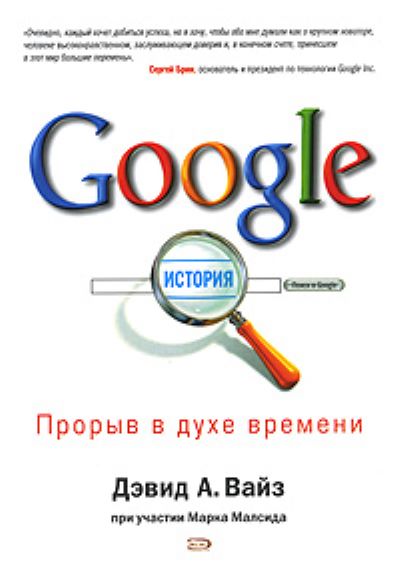 «Очевидно, каждый хочет добиться успеха, но я хочу, чтобы обо мне думали как о крупном новаторе,
человеке высоконравственном, заслуживающем доверия и, в конечном счете, принесшем
в этот мир большие перемены».
Сергей Брин, основатель и президент по технологии Google Inc.
Google
ИСТОРИЯ
Поиск в Google
Прорыв в духе времени
Дэвид А. Вайз
при участии Марка Малсида